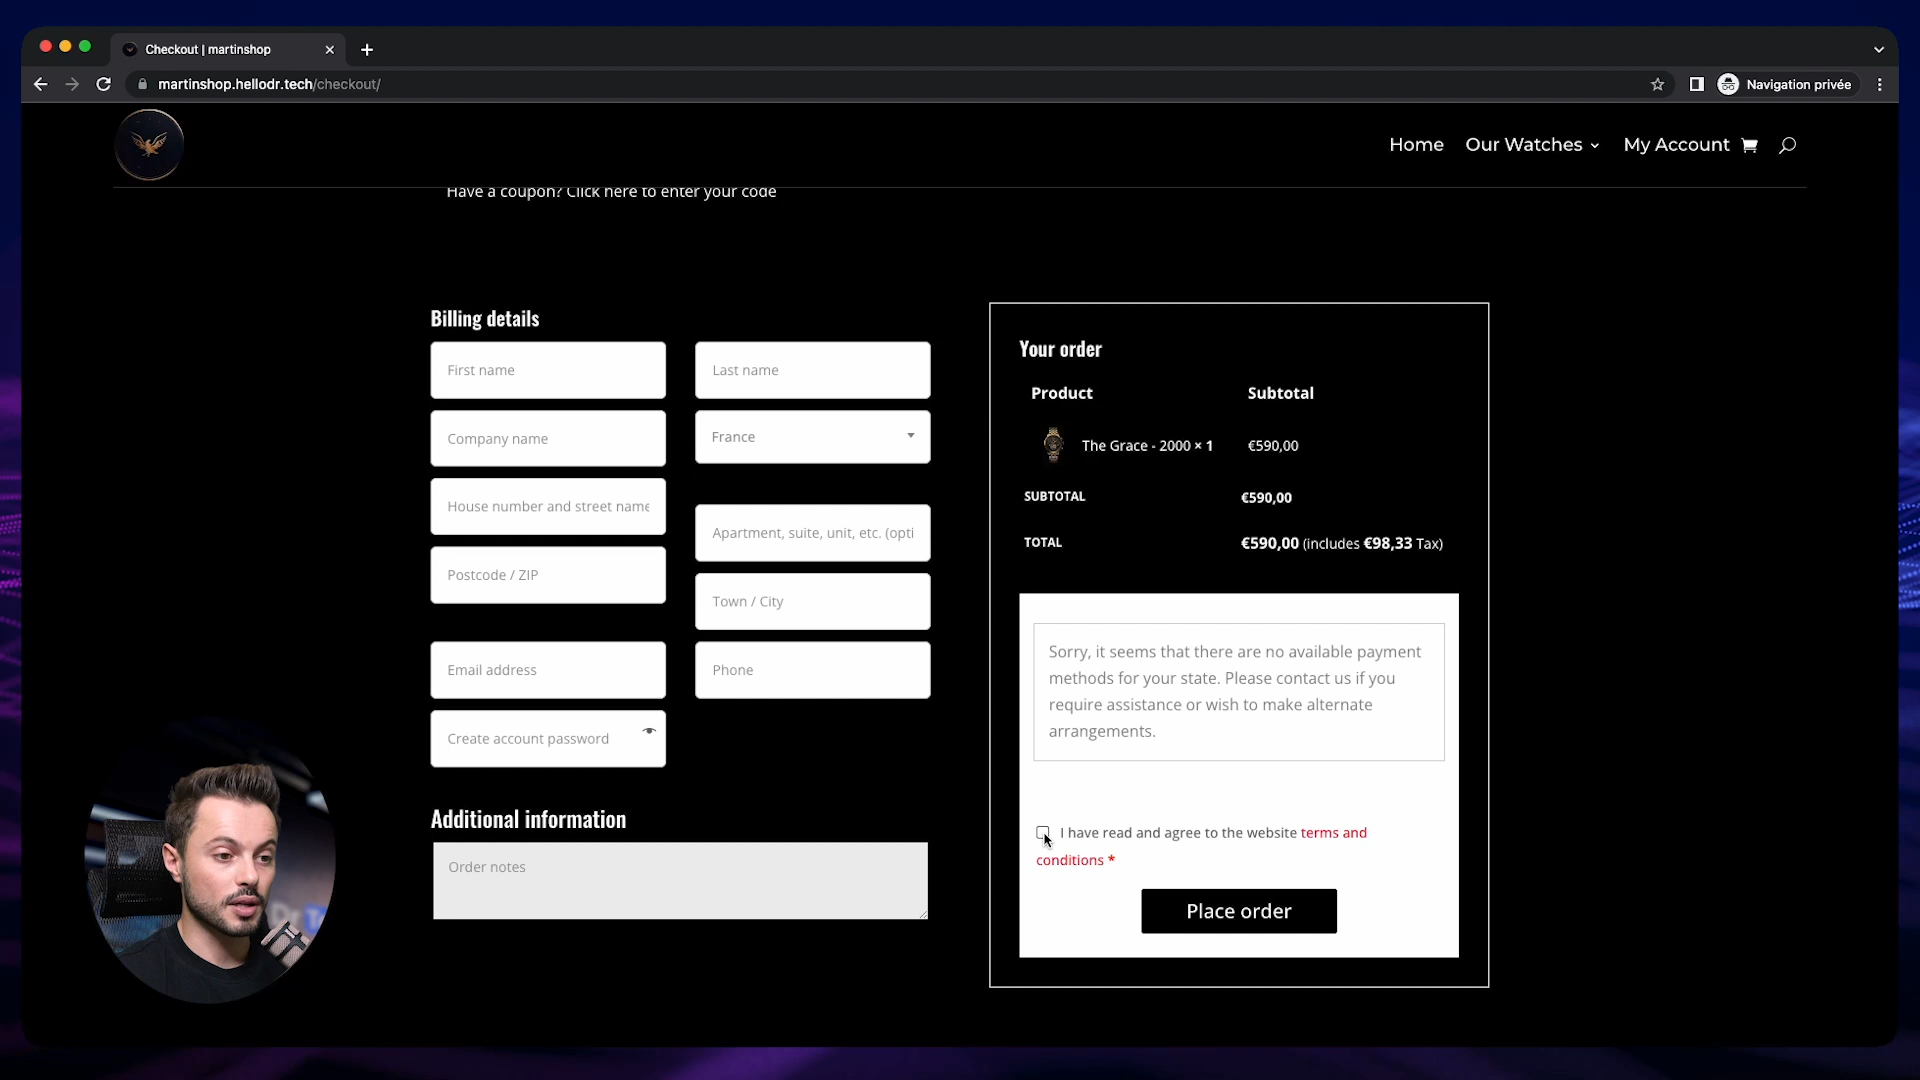 Checkout | martinshop
martinshop.hellodr.tech/checkout/
Navigation privée
Home
Our Watches
My Account
Have a coupon? Click here to enter your code
Billing details
First name
Last name
Company name
France
House number and street name
Apartment, suite, unit, etc. (opti
Postcode / ZIP
Town / City
Email address
Phone
Create account password
Additional information
Order notes
Your order
Product
Subtotal
The Grace - 2000 × 1
€590,00
SUBTOTAL
€590,00
TOTAL
€590,00 (includes €98,33 Tax)
Sorry, it seems that there are no available payment
methods for your state. Please contact us if you
require assistance or wish to make alternate
arrangements.
I have read and agree to the website terms and
conditions *
Place order